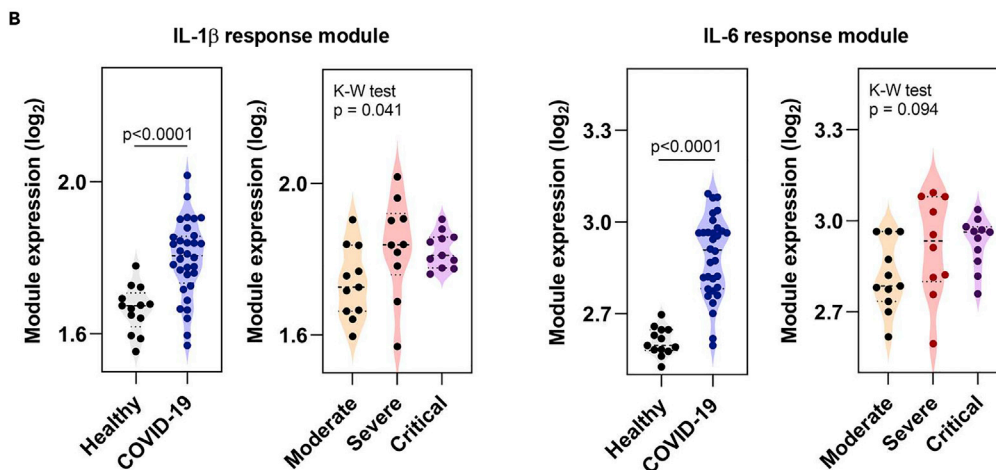 B
IL-1β response module
IL-6 response module
Module expression (log₂)
2.0
1.6
p<0.0001
Healthy
COVID-19
Module expression (log₂)
2.0
1.6
K-W test
p = 0.041
Moderate
Severe
Critical
Module expression (log₂)
3.3
3.0
2.7
p<0.0001
Healthy
COVID-19
Module expression (log₂)
3.3
3.0
2.7
K-W test
p = 0.094
Moderate
Severe
Critical